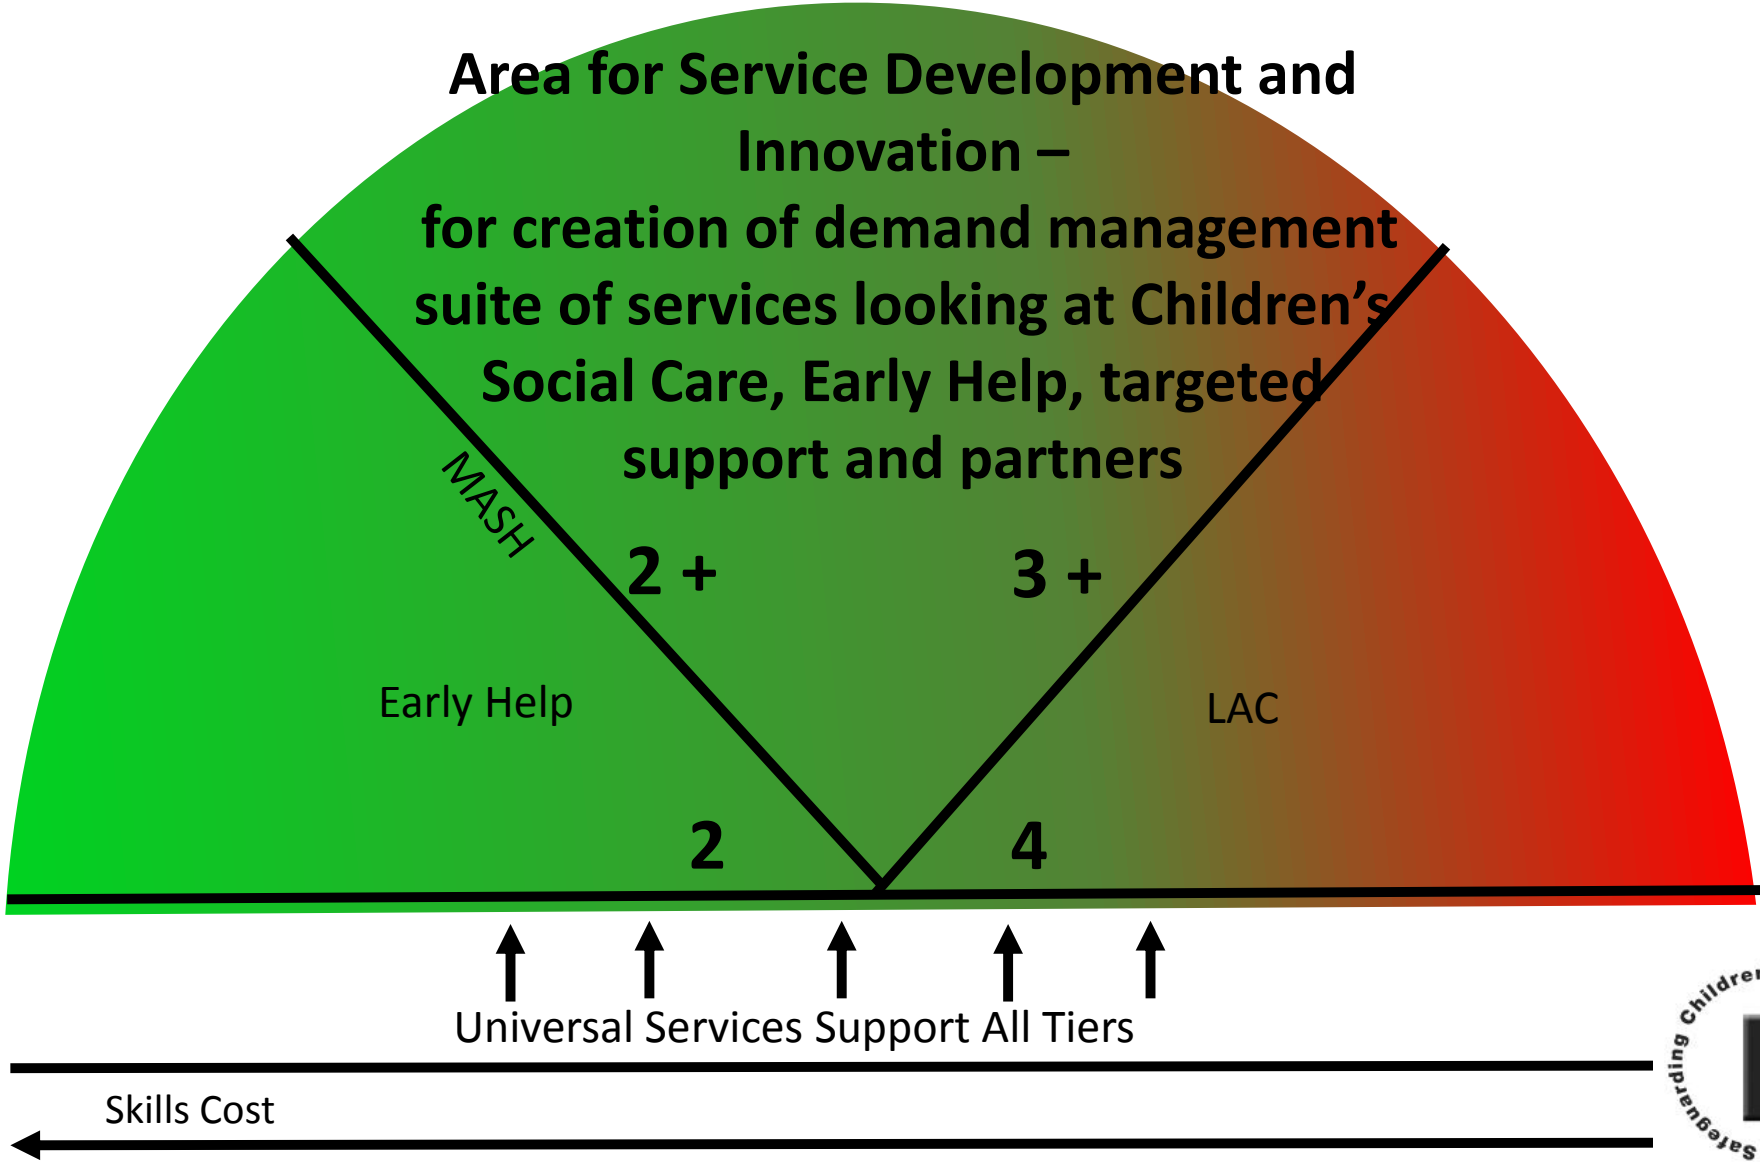 Area for Service Development and
Innovation –
for creation of demand management
suite of services looking at Children’s
Social Care, Early Help, targeted
support and partners
MASH
2 +
3 +
Early Help
LAC
2
4
Universal Services Support All Tiers
Skills Cost
Safeguarding Children